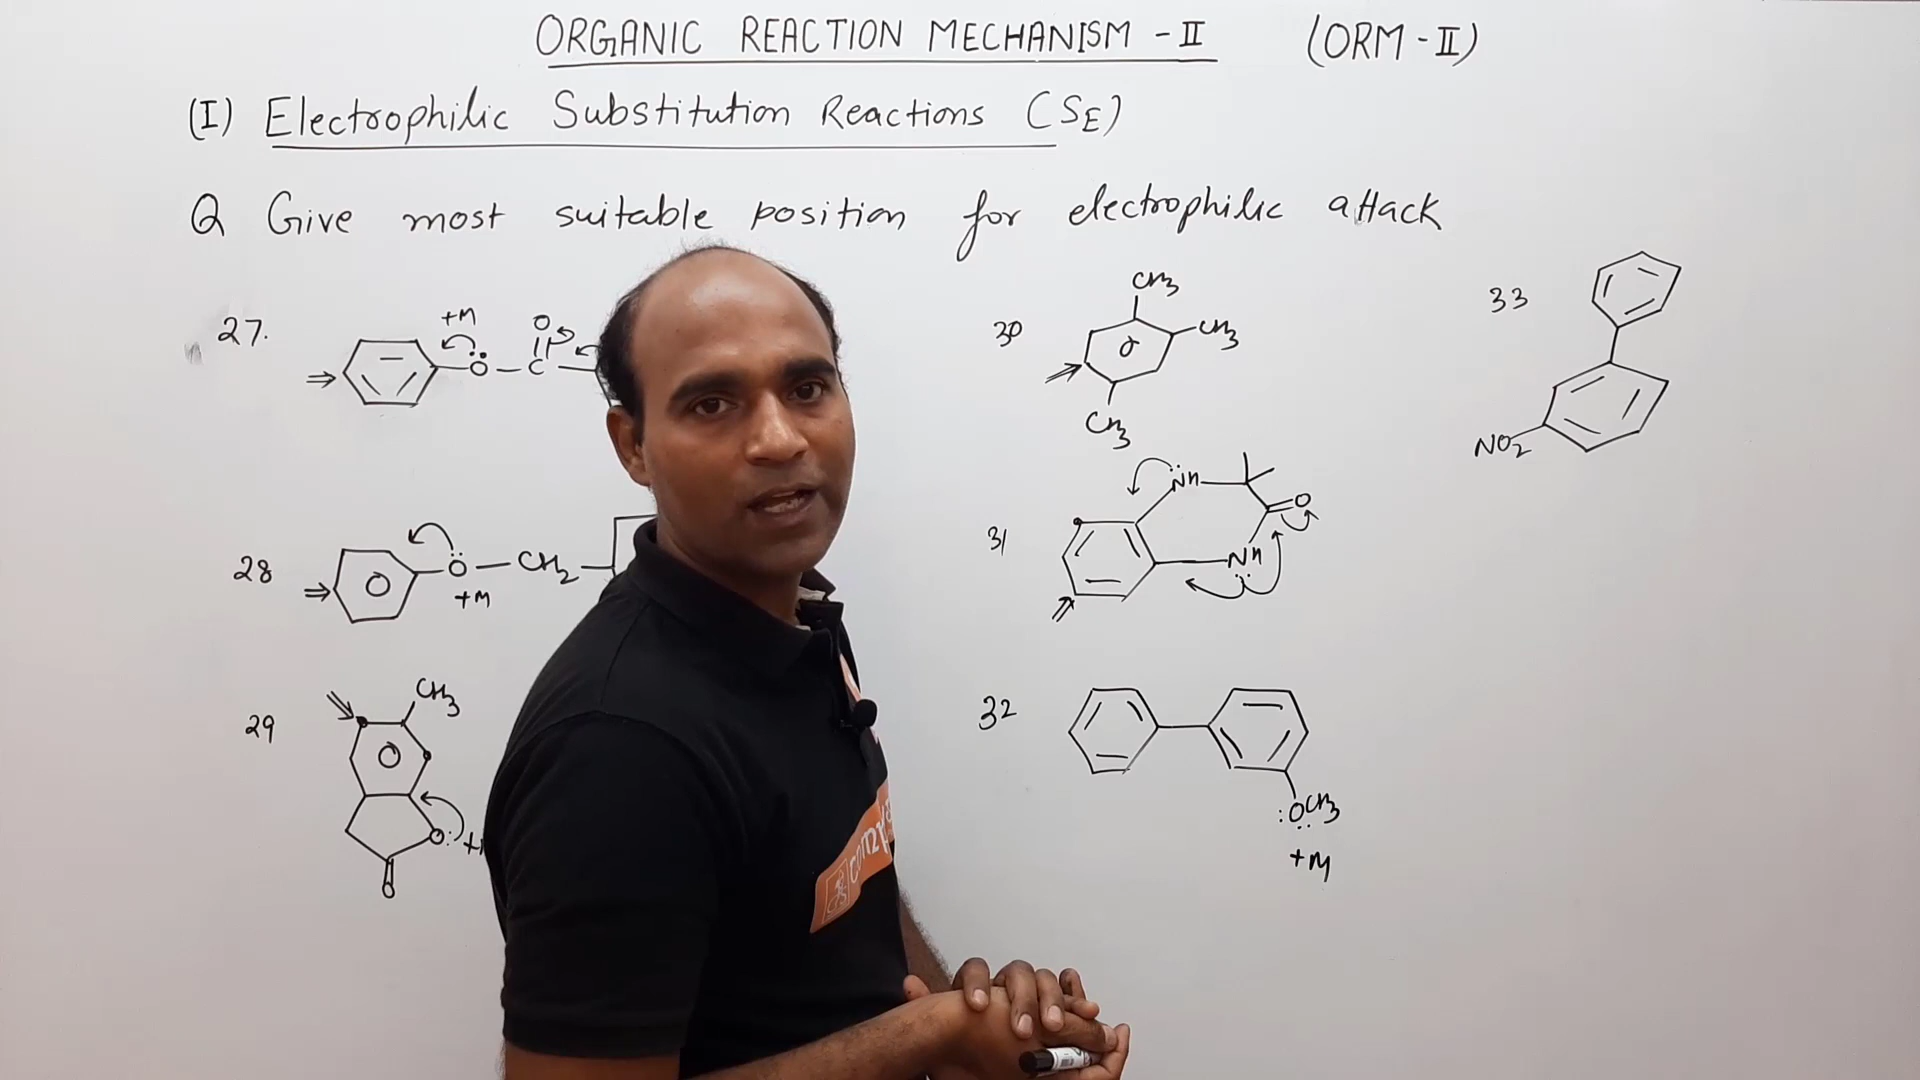 ORGANIC REACTION MECHANISM - II (ORM - II)
(I) Electrophilic Substitution Reactions (SE)
Q Give most suitable position for electrophilic attack
27.
+M
O
O — C —
28
O — CH2 —
+M
29
CH3
O
O
30
CH3
CH3
CH3
31
NH
O
NH
32
:OCH3
+M
33
NO2